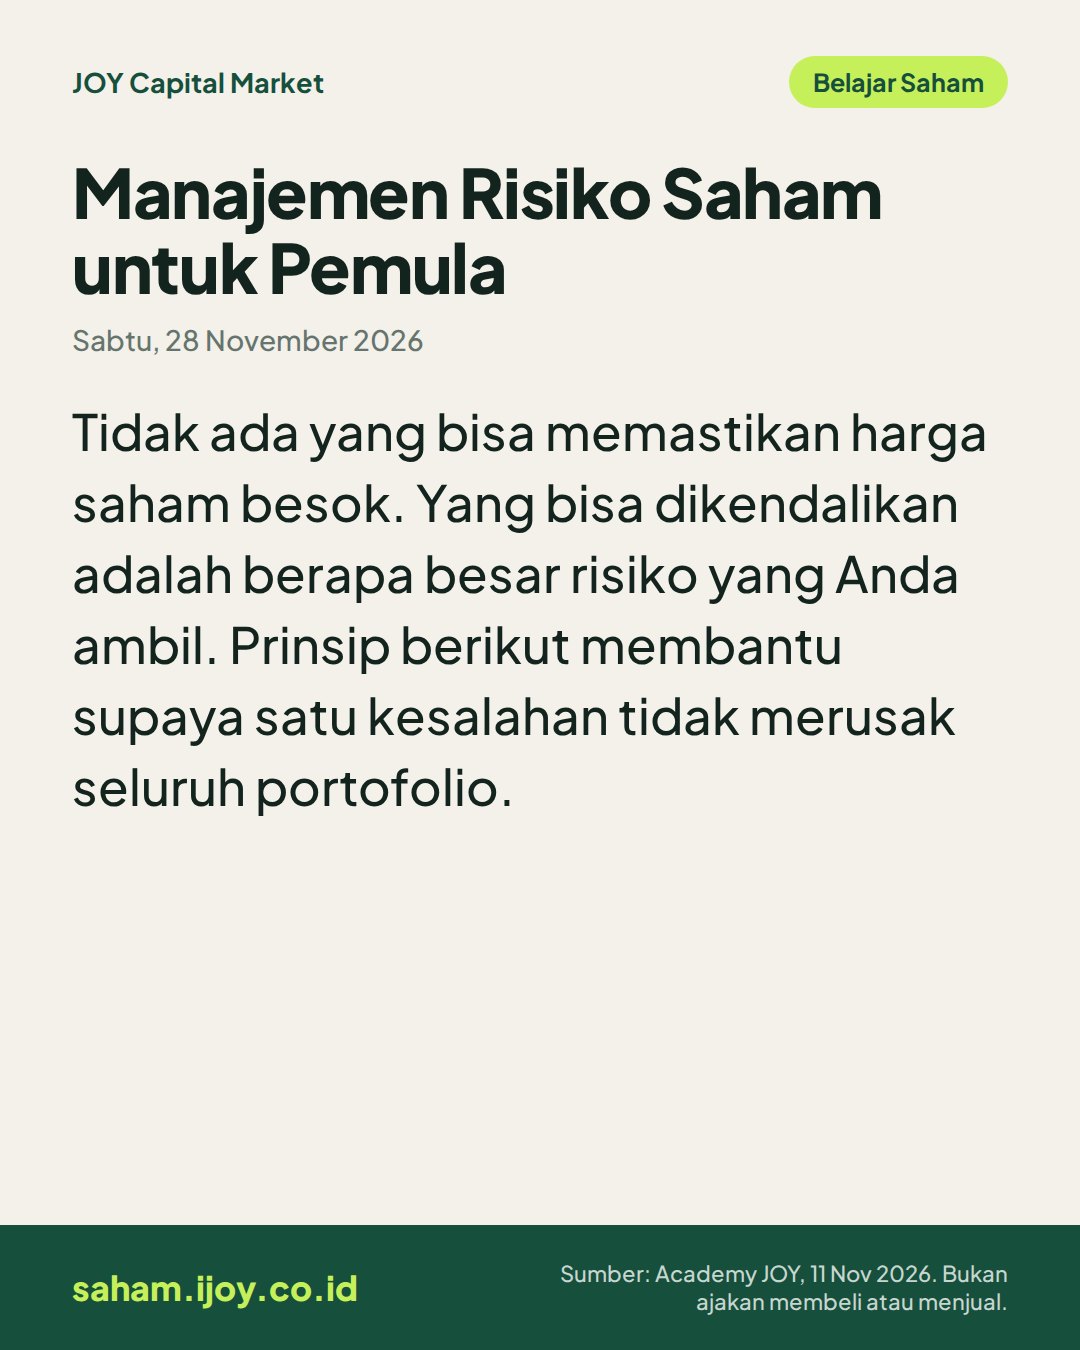 JOY Capital Market
Belajar Saham
Manajemen Risiko Saham
untuk Pemula
Sabtu, 28 November 2026
Tidak ada yang bisa memastikan harga
saham besok. Yang bisa dikendalikan
adalah berapa besar risiko yang Anda
ambil. Prinsip berikut membantu
supaya satu kesalahan tidak merusak
seluruh portofolio.
saham.ijoy.co.id
Sumber: Academy JOY, 11 Nov 2026. Bukan
ajakan membeli atau menjual.